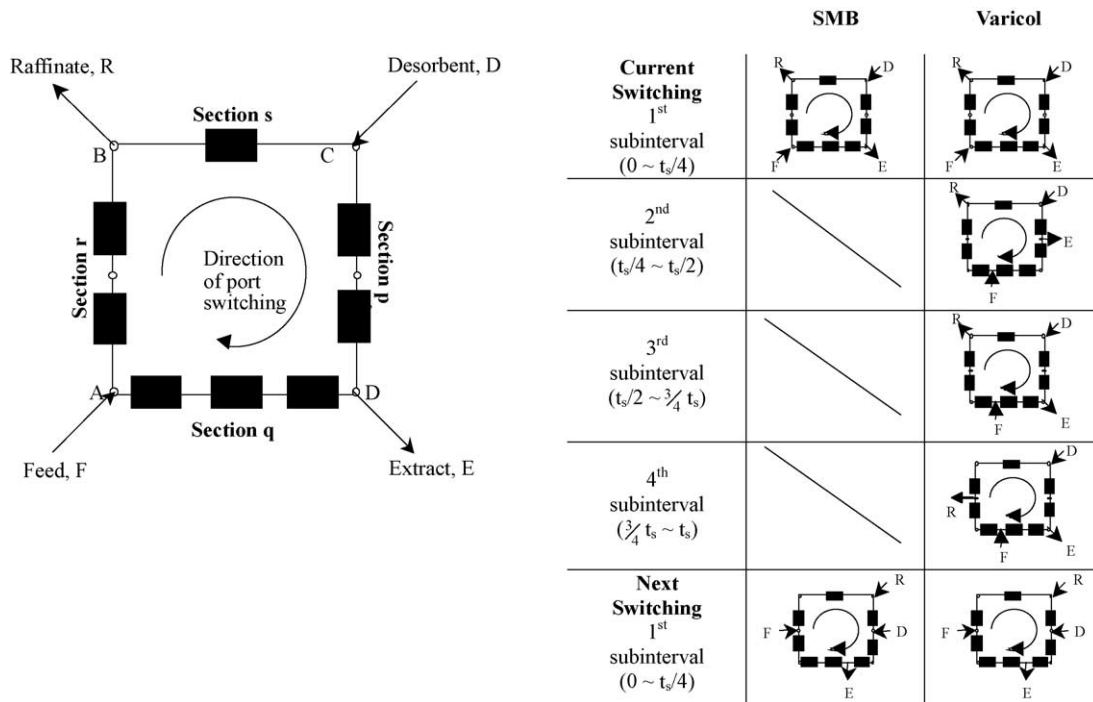 Raffinate, R
Desorbent, D
Section s
B
C
Section r
Direction
of port
switching
Section p
A
D
Section q
Feed, F
Extract, E
SMB
Varicol
Current
Switching
1st
subinterval
(0 ~ ts/4)
R
D
F
E
R
D
F
E
2nd
subinterval
(ts/4 ~ ts/2)
R
D
E
F
3rd
subinterval
(ts/2 ~ ¾ ts)
R
D
F
E
4th
subinterval
(¾ ts ~ ts)
D
R
F
E
Next
Switching
1st
subinterval
(0 ~ ts/4)
R
F
D
E
R
F
D
E